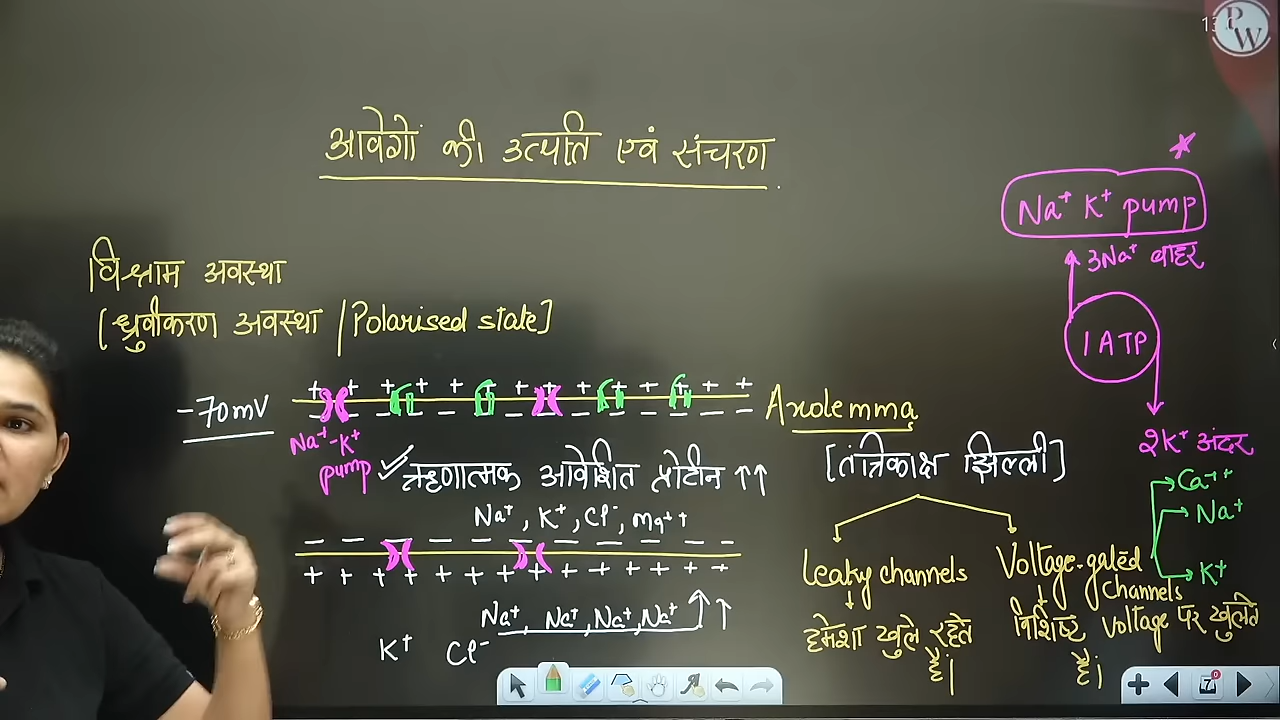 PW
आवेगों की उत्पत्ति एवं संचरण
Na⁺ K⁺ pump
3Na⁺ बाहर
1 ATP
2K⁺ अंदर
विश्राम अवस्था
[ध्रुवीकरण अवस्था / Polarised state]
-70mV
+ + + + + + + + + + + + + +
Na⁺-K⁺
pump
Axolemma
[तंत्रिकाक्ष झिल्ली]
✓ऋणात्मक आवेशित प्रोटीन ↑↑
Na⁺, K⁺, Cl⁻, Mg⁺⁺
Ca⁺⁺
Na⁺
K⁺
+ + + + + + + + + + + + + +
Na⁺, Na⁺, Na⁺, Na⁺ ↑ ↑
K⁺ Cl⁻
Leaky channels
हमेशा खुले रहते
हैं।
Voltage-gated
Channels
विशिष्ट voltage पर खुलते
हैं।